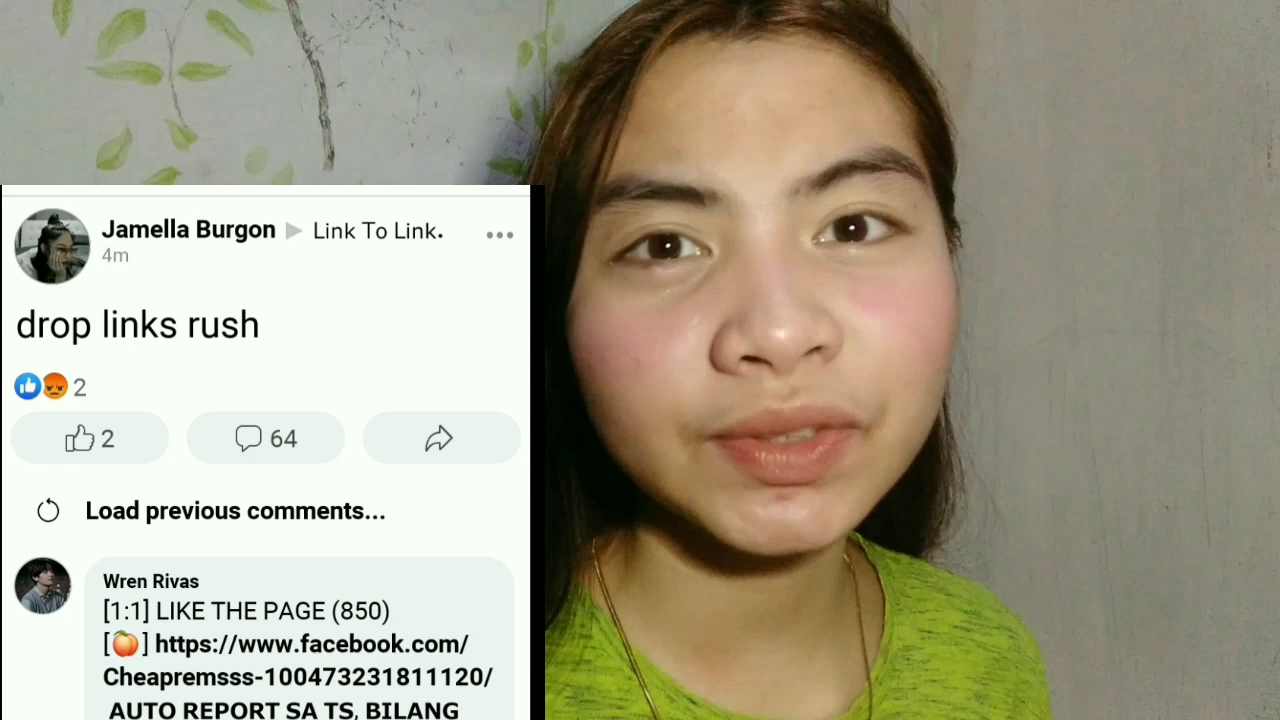 Jamella Burgon ▶ Link To Link.
4m
drop links rush
2
2 64
Load previous comments...
Wren Rivas
[1:1] LIKE THE PAGE (850)
[🍑] https://www.facebook.com/
Cheapremsss-100473231811120/
AUTO REPORT SA TS, BILANG